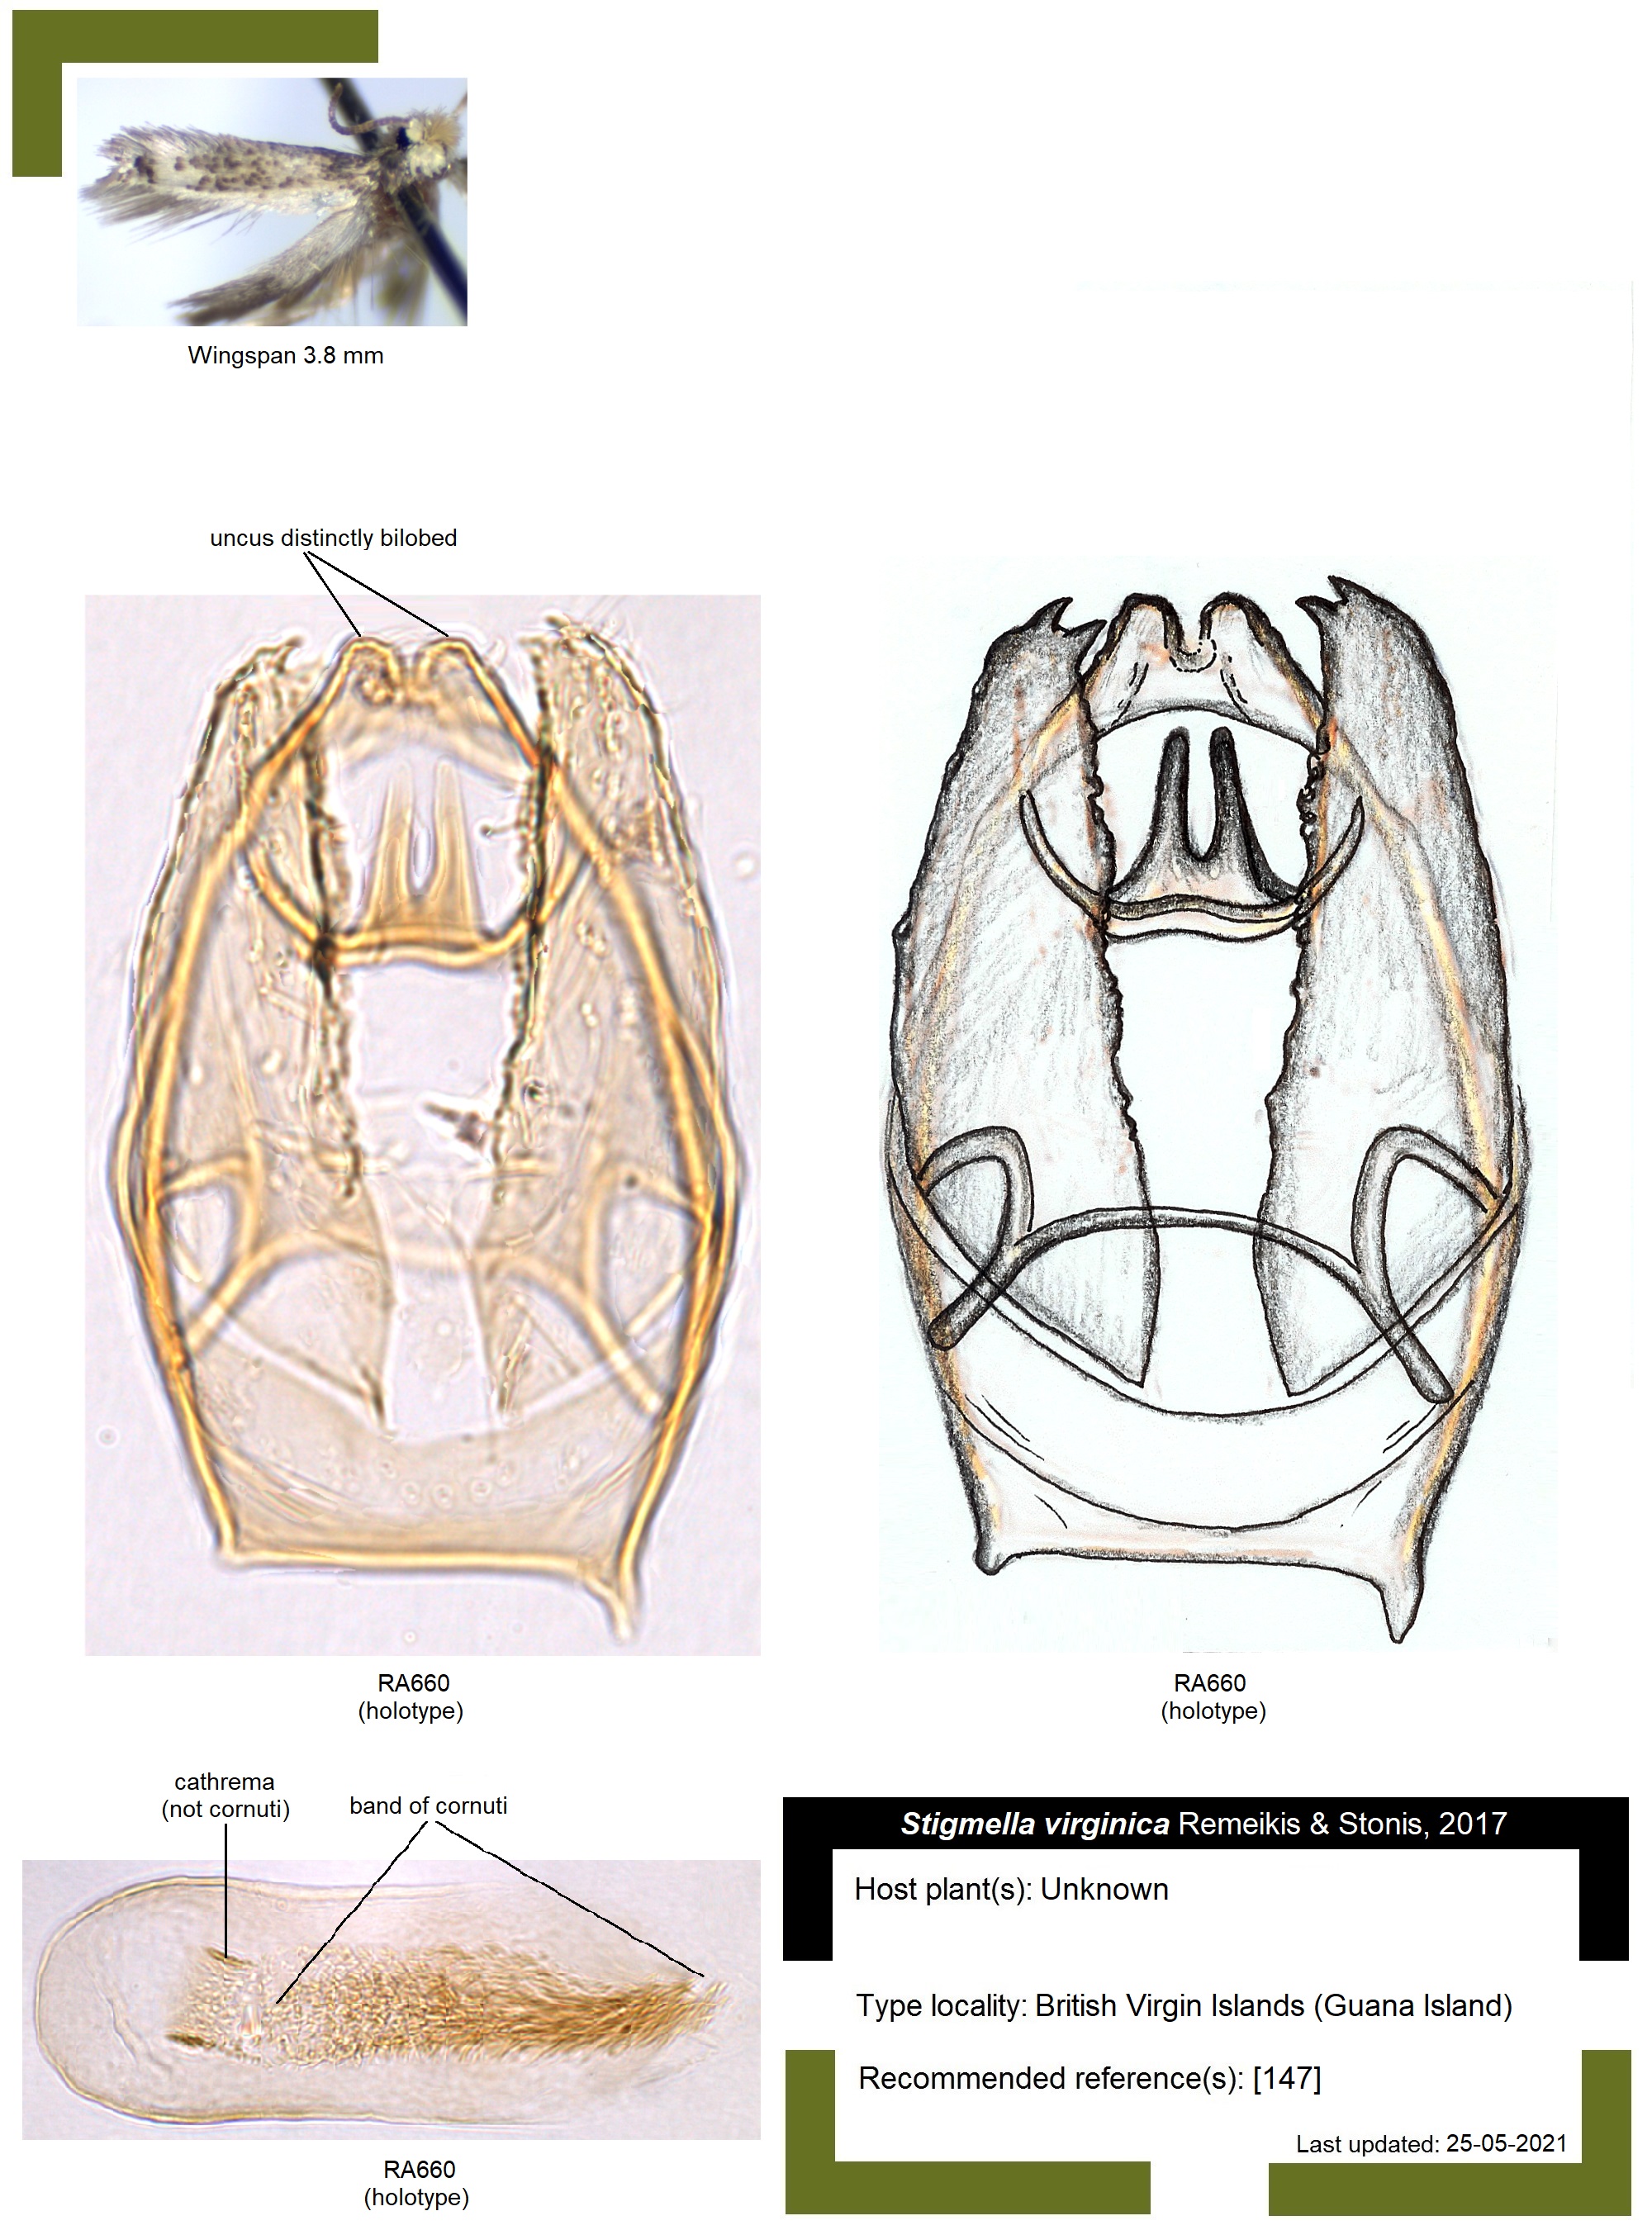 Wingspan 3.8 mm
uncus distinctly bilobed
RA660
(holotype)
RA660
(holotype)
cathrema
(not cornuti)
band of cornuti
RA660
(holotype)
Stigmella virginica Remeikis & Stonis, 2017
Host plant(s): Unknown
Type locality: British Virgin Islands (Guana Island)
Recommended reference(s): [147]
Last updated: 25-05-2021